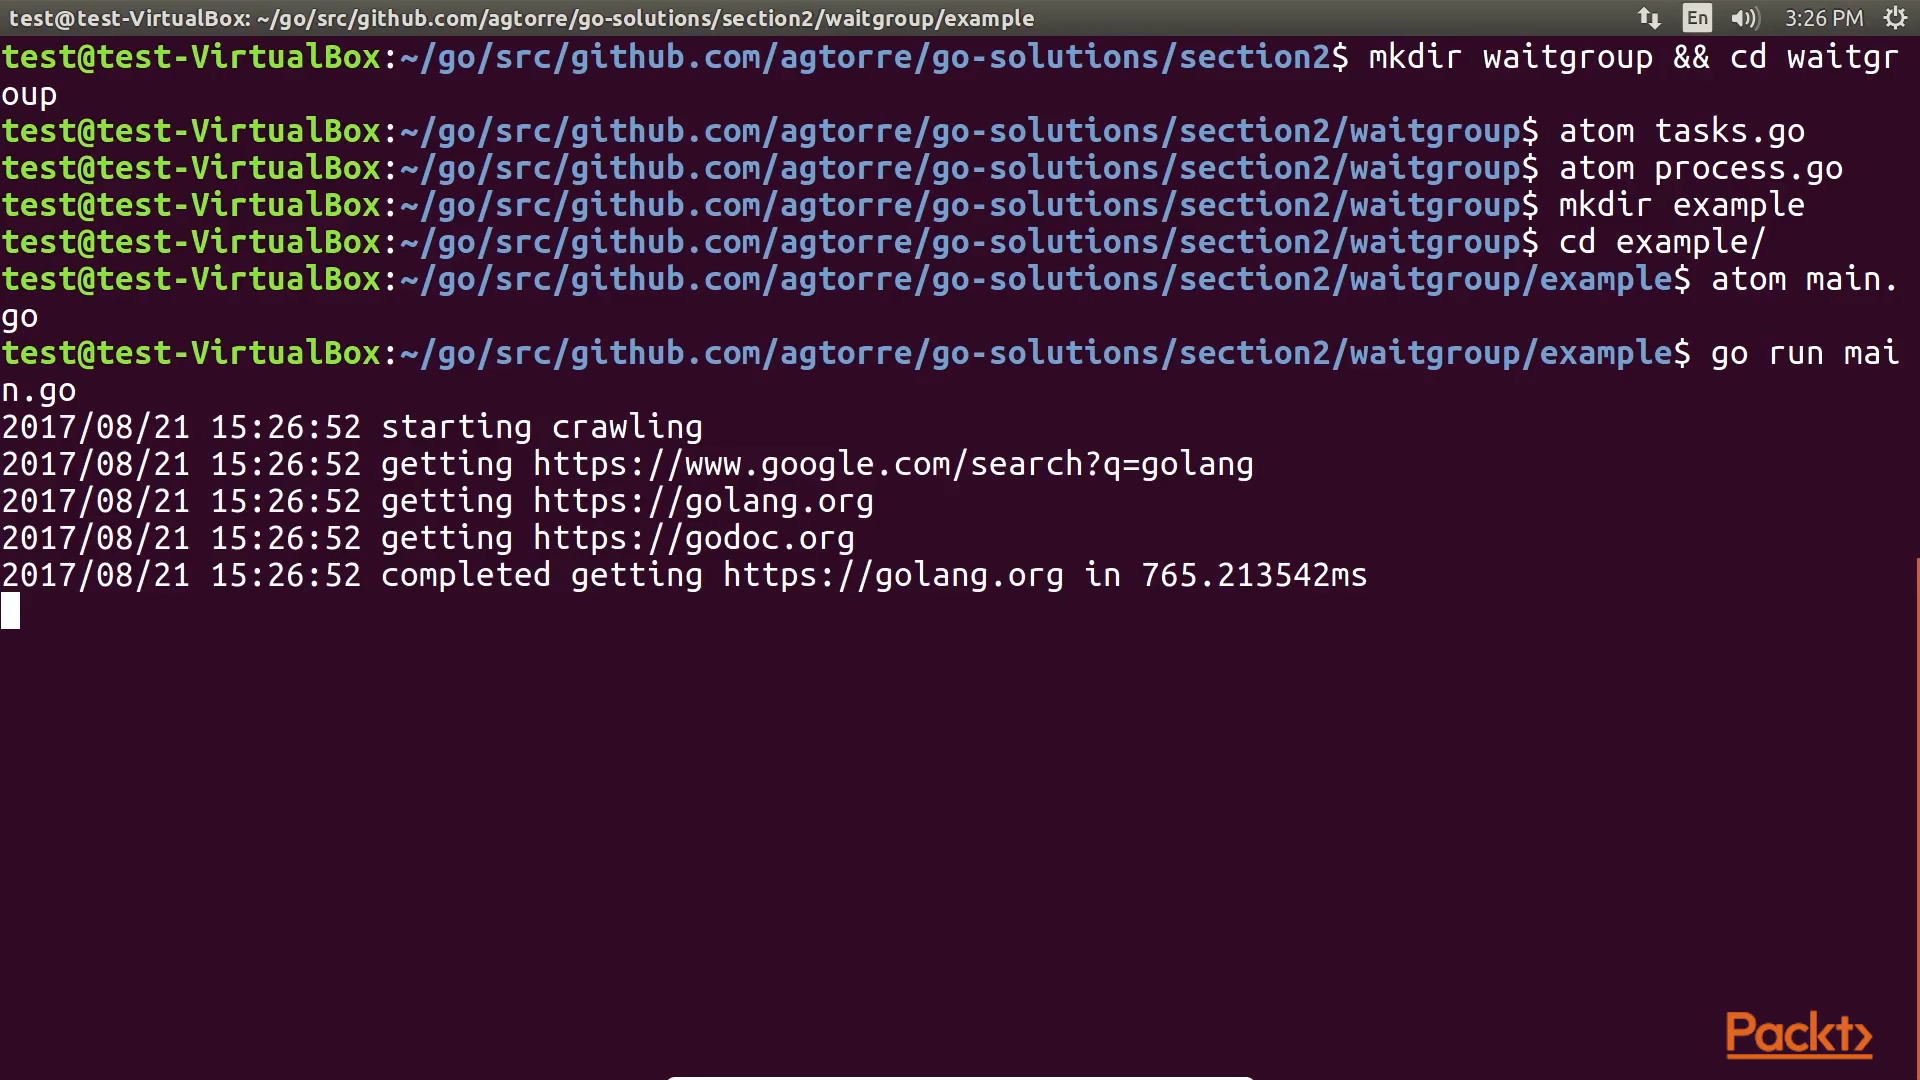 test@test-VirtualBox: ~/go/src/github.com/agtorre/go-solutions/section2/waitgroup/example
En
3:26 PM
test@test-VirtualBox:~/go/src/github.com/agtorre/go-solutions/section2$ mkdir waitgroup && cd waitgr
oup
test@test-VirtualBox:~/go/src/github.com/agtorre/go-solutions/section2/waitgroup$ atom tasks.go
test@test-VirtualBox:~/go/src/github.com/agtorre/go-solutions/section2/waitgroup$ atom process.go
test@test-VirtualBox:~/go/src/github.com/agtorre/go-solutions/section2/waitgroup$ mkdir example
test@test-VirtualBox:~/go/src/github.com/agtorre/go-solutions/section2/waitgroup$ cd example/
test@test-VirtualBox:~/go/src/github.com/agtorre/go-solutions/section2/waitgroup/example$ atom main.
go
test@test-VirtualBox:~/go/src/github.com/agtorre/go-solutions/section2/waitgroup/example$ go run mai
n.go
2017/08/21 15:26:52 starting crawling
2017/08/21 15:26:52 getting https://www.google.com/search?q=golang
2017/08/21 15:26:52 getting https://golang.org
2017/08/21 15:26:52 getting https://godoc.org
2017/08/21 15:26:52 completed getting https://golang.org in 765.213542ms
Packt>